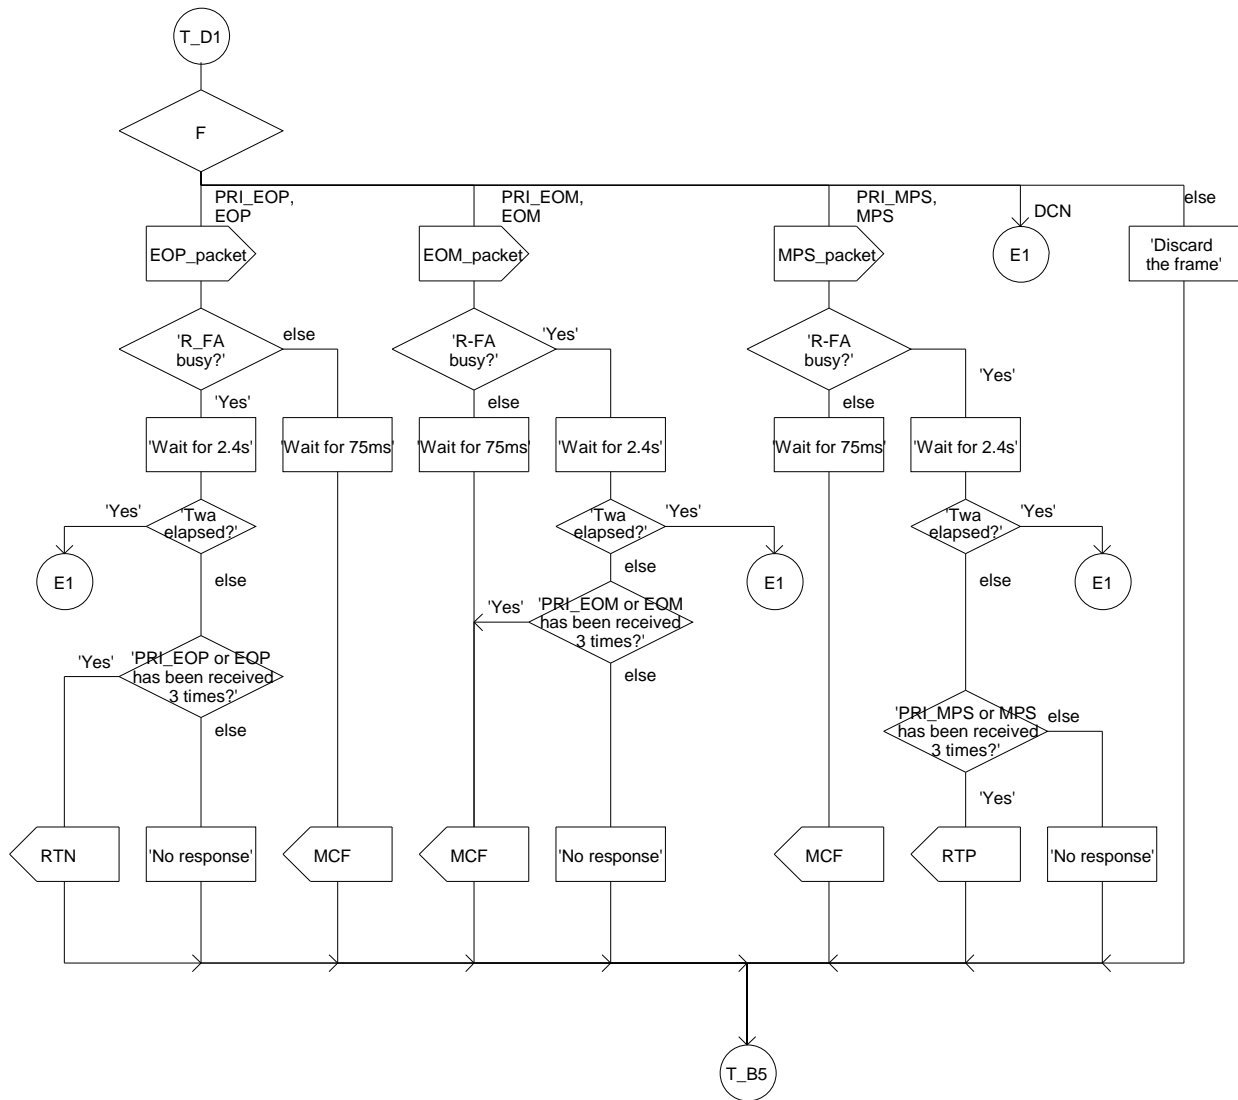 T_D1
F
PRI_EOP,
EOP
PRI_EOM,
EOM
PRI_MPS,
MPS
DCN
else
EOP_packet
EOM_packet
MPS_packet
E1
'Discard
the frame'
'R_FA
busy?'
else
'R-FA
busy?'
'Yes'
'R-FA
busy?'
'Yes'
'Yes'
else
else
'Wait for 2.4s'
'Wait for 75ms'
'Wait for 75ms'
'Wait for 2.4s'
'Wait for 75ms'
'Wait for 2.4s'
'Yes'
'Twa
elapsed?'
'Twa
elapsed?'
'Yes'
'Twa
elapsed?'
'Yes'
E1
else
else
E1
else
E1
'Yes'
'PRI_EOM or EOM
has been received
3 times?'
else
'Yes'
'PRI_EOP or EOP
has been received
3 times?'
else
'PRI_MPS or MPS
has been received
3 times?'
else
'Yes'
RTN
'No response'
MCF
MCF
'No response'
MCF
RTP
'No response'
T_B5